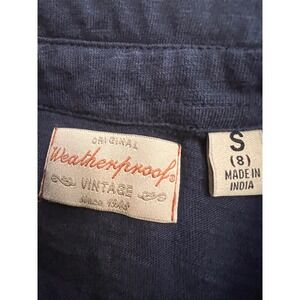 ORIGINAL
Weatherproof®
VINTAGE
since 1948
S
(8)
MADE IN
INDIA